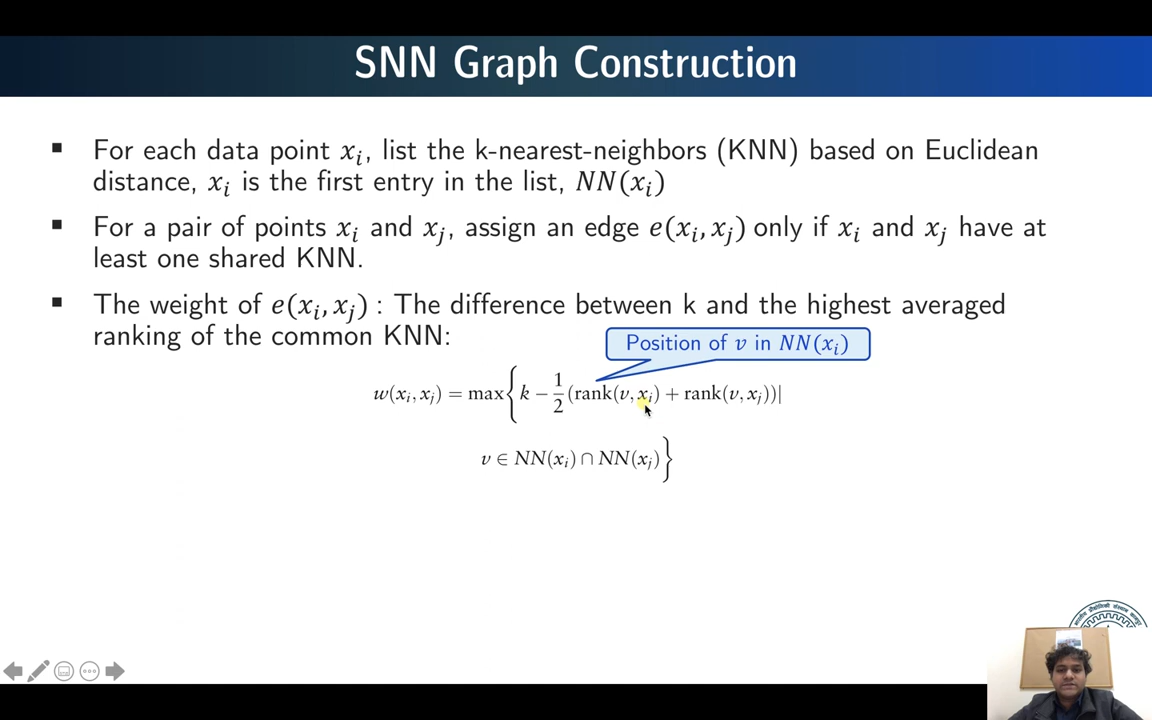 SNN Graph Construction
▪ For each data point xᵢ, list the k-nearest-neighbors (KNN) based on Euclidean
distance, xᵢ is the first entry in the list, NN(xᵢ)
▪ For a pair of points xᵢ and xⱼ, assign an edge e(xᵢ, xⱼ) only if xᵢ and xⱼ have at
least one shared KNN.
▪ The weight of e(xᵢ, xⱼ) : The difference between k and the highest averaged
ranking of the common KNN:
Position of v in NN(xᵢ)
w(xᵢ, xⱼ) = max{ k − 1/2 (rank(v, xᵢ) + rank(v, xⱼ))|
v ∈ NN(xᵢ) ∩ NN(xⱼ) }